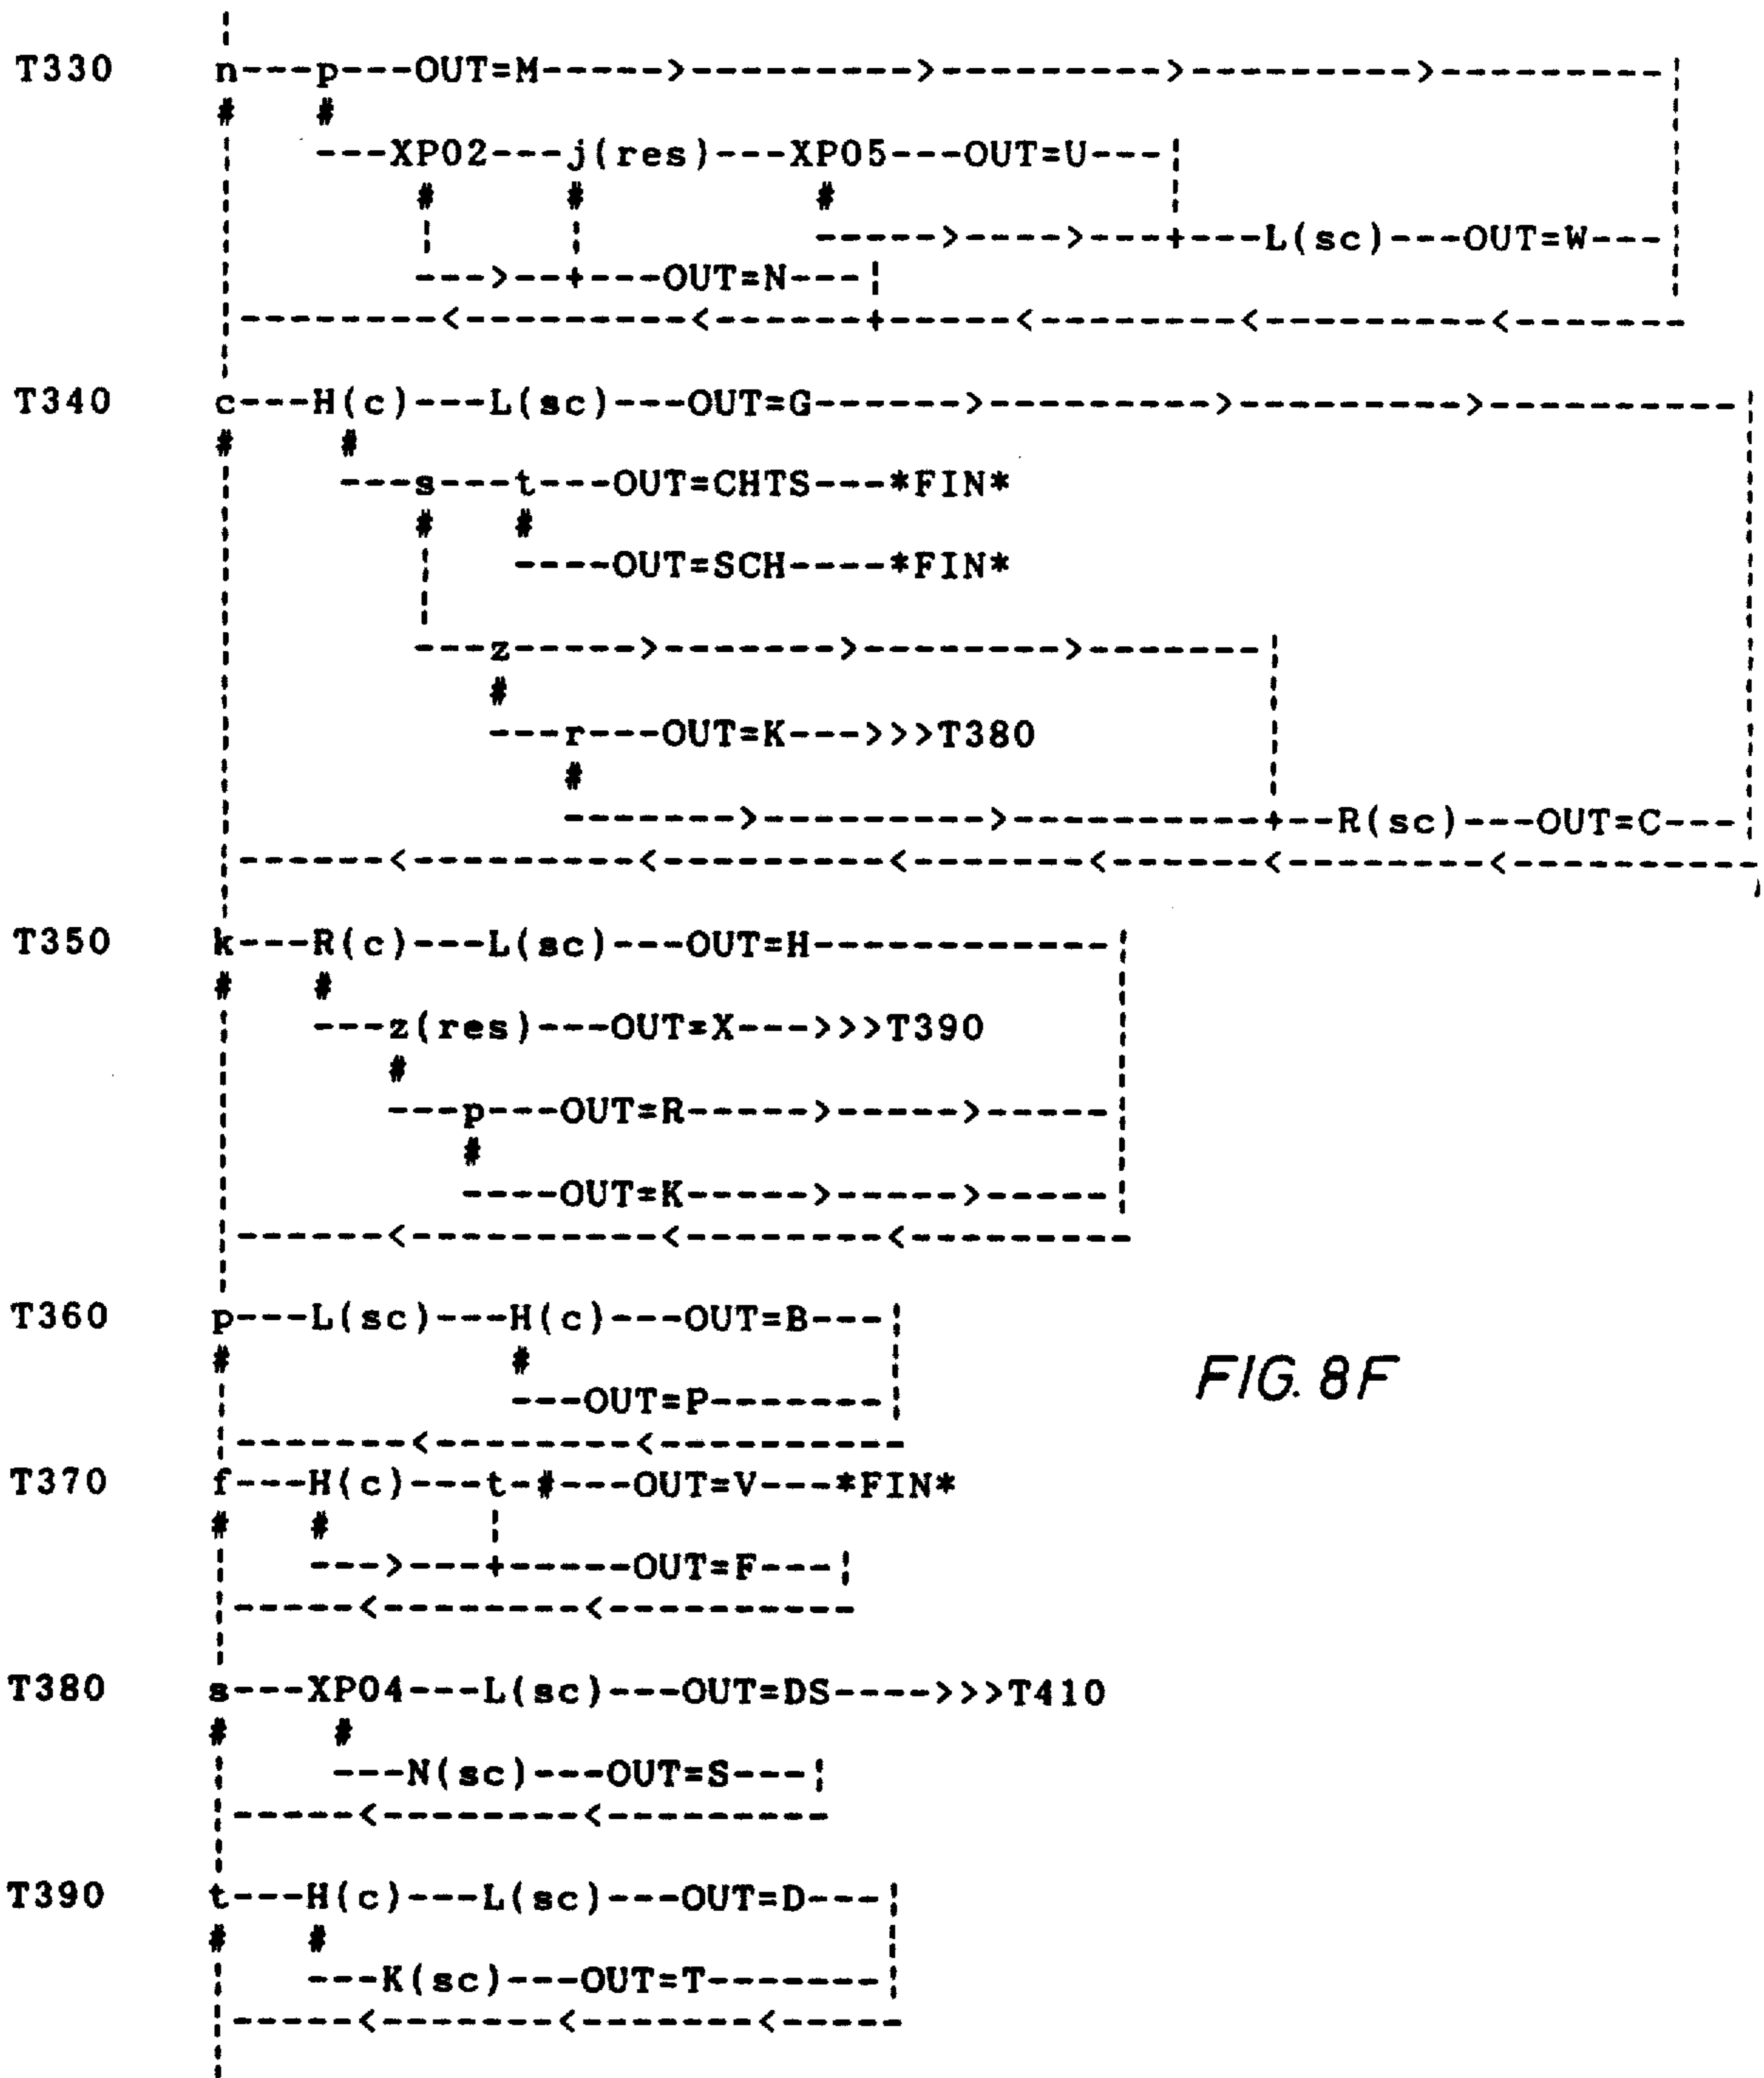 T330 n---p---OUT=M----->--------->--------->--------->---------
# #
---XP02---j(res)---XP05---OUT=U---
# # #
----->---->---+---L(sc)---OUT=W---
--->--+---OUT=N---
--------<---------<------+-----<--------<---------<-------
T340 c---H(c)---L(sc)---OUT=G------>--------->--------->----------
# #
---s---t---OUT=CHTS---*FIN*
# #
----OUT=SCH----*FIN*
---z----->------->-------->-------
#
---r---OUT=K--->>>T380
#
------->--------->----------+--R(sc)---OUT=C---
------<---------<---------<-------<------<--------<----------
T350 k---R(c)---L(sc)---OUT=H------------
# #
---z(res)---OUT=X--->>>T390
#
---p---OUT=R----->----->-----
#
----OUT=K----->----->-----
------<----------<--------<---------
T360 p---L(sc)---H(c)---OUT=B---
# #
---OUT=P-------
FIG. 8F
-------<--------<----------
T370 f---H(c)---t-#---OUT=V---*FIN*
# #
--->---+-----OUT=F---
-----<--------<----------
T380 s---XP04---L(sc)---OUT=DS---->>>T410
# #
---N(sc)---OUT=S---
-----<--------<---------
T390 t---H(c)---L(sc)---OUT=D---
# #
---K(sc)---OUT=T-------
-----<-------<-------<-----